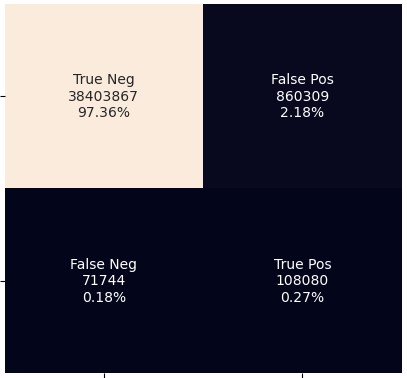 True Neg
38403867
97.36%
False Pos
860309
2.18%
False Neg
71744
0.18%
True Pos
108080
0.27%